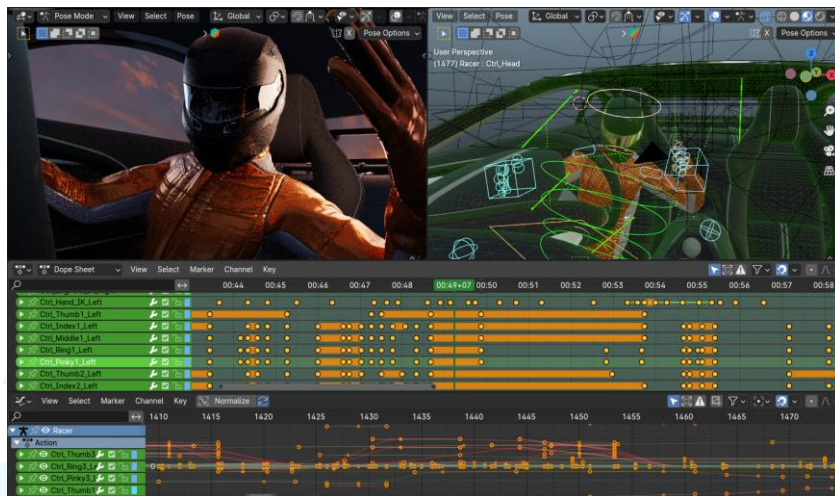 Pose Mode View Select Pose Global Pose Options
View Select Pose Global Pose Options
User Perspective
(1477) Racer : Ctrl_Head
Z
Y
Dope Sheet View Select Marker Channel Key
00:44 00:45 00:46 00:47 00:48 00:49+07 00:50 00:51 00:52 00:53 00:54 00:55 00:56 00:57 00:58
Ctrl_Hand_IK_Left
Ctrl_Thumb1_Left
Ctrl_Index1_Left
Ctrl_Middle1_Left
Ctrl_Ring1_Left
Ctrl_Pinky1_Left
Ctrl_Thumb2_Left
Ctrl_Index2_Left
View Select Marker Channel Key Normalize
1410 1415 1420 1425 1430 1435 1440 1445 1450 1455 1460 1465 1470
Racer
Action
Ctrl_Thumb3
Ctrl_Ring3_L
Ctrl_Pinky3
Ctrl_Thumb1